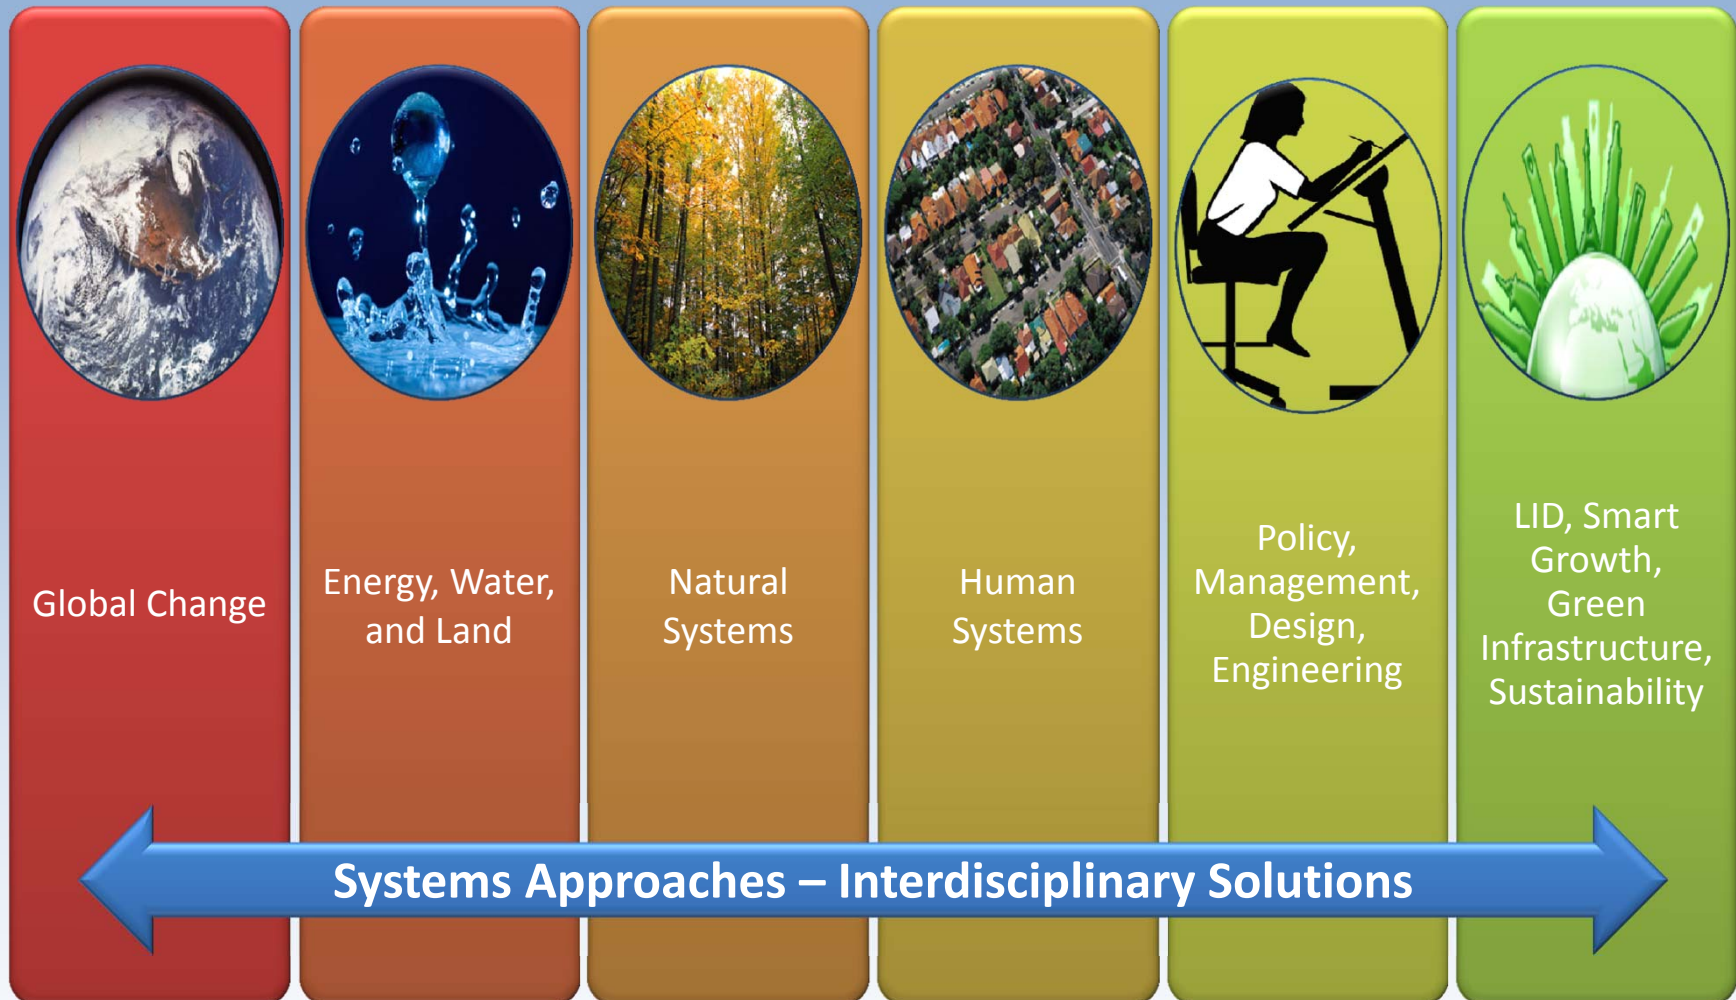 Global Change
Energy, Water,
and Land
Natural
Systems
Human
Systems
Policy,
Management,
Design,
Engineering
LID, Smart
Growth,
Green
Infrastructure,
Sustainability
Systems Approaches – Interdisciplinary Solutions